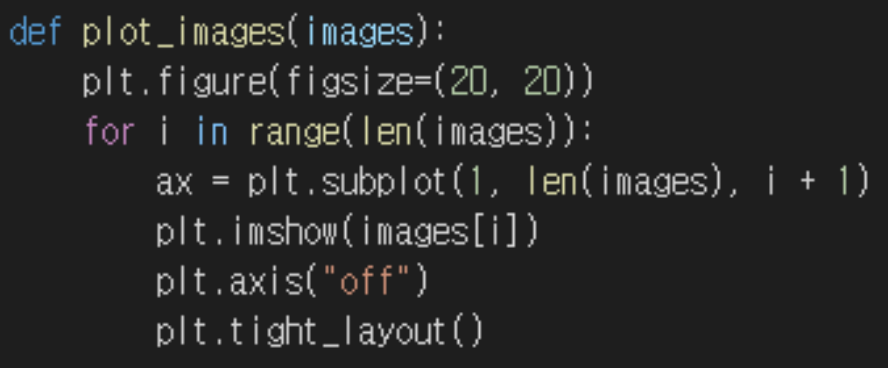 def plot_images(images):
    plt.figure(figsize=(20, 20))
    for i in range(len(images)):
        ax = plt.subplot(1, len(images), i + 1)
        plt.imshow(images[i])
        plt.axis("off")
        plt.tight_layout()